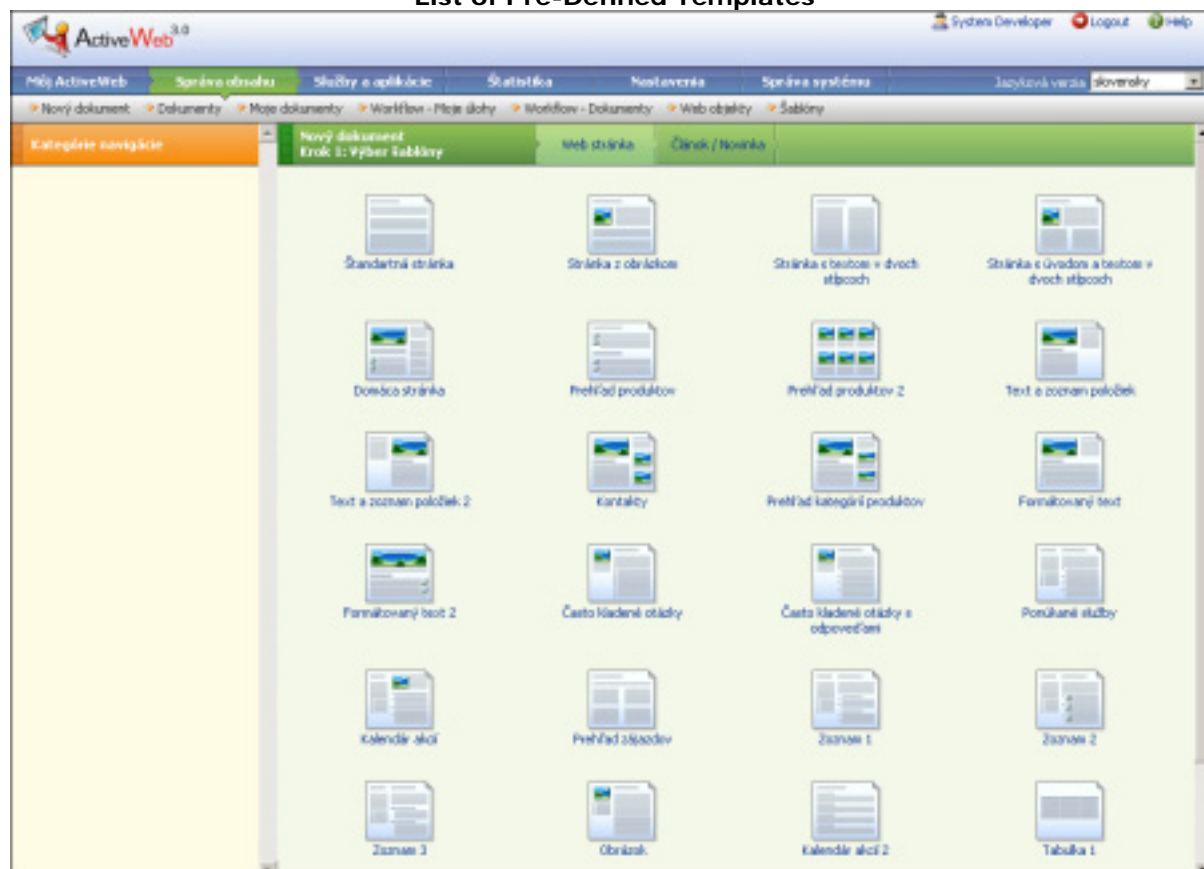 List of Pre-Defined Templates
ActiveWeb 3.0
System Developer Logout Help
Môj ActiveWeb Správa obsahu Služby a aplikácie Štatistika Nastavenia Správa systému Jazyková verzia slovensky
Nový dokument Dokumenty Moje dokumenty Workflow - Moje úlohy Workflow - Dokumenty Web objekty Šablóny
Kategórie navigácie
Nový dokument
Krok 1: Výber šablóny
Web stránka Článok / Novinka
Štandartná stránka
Stránka z obrázkom
Stránka s textom v dvoch
stĺpcoch
Stránka s úvodom a textom v
dvoch stĺpcoch
Domáca stránka
Prehľad produktov
Prehľad produktov 2
Text a zoznam položiek
Text a zoznam položiek 2
Kontakty
Prehľad kategórií produktov
Formátovaný text
Formátovaný text 2
Často kladené otázky
Často kladené otázky s
odpoveďami
Ponúkané služby
Kalendár akcií
Prehľad zájazdov
Zoznam 1
Zoznam 2
Zoznam 3
Obrázok
Kalendár akcií 2
Tabuľka 1